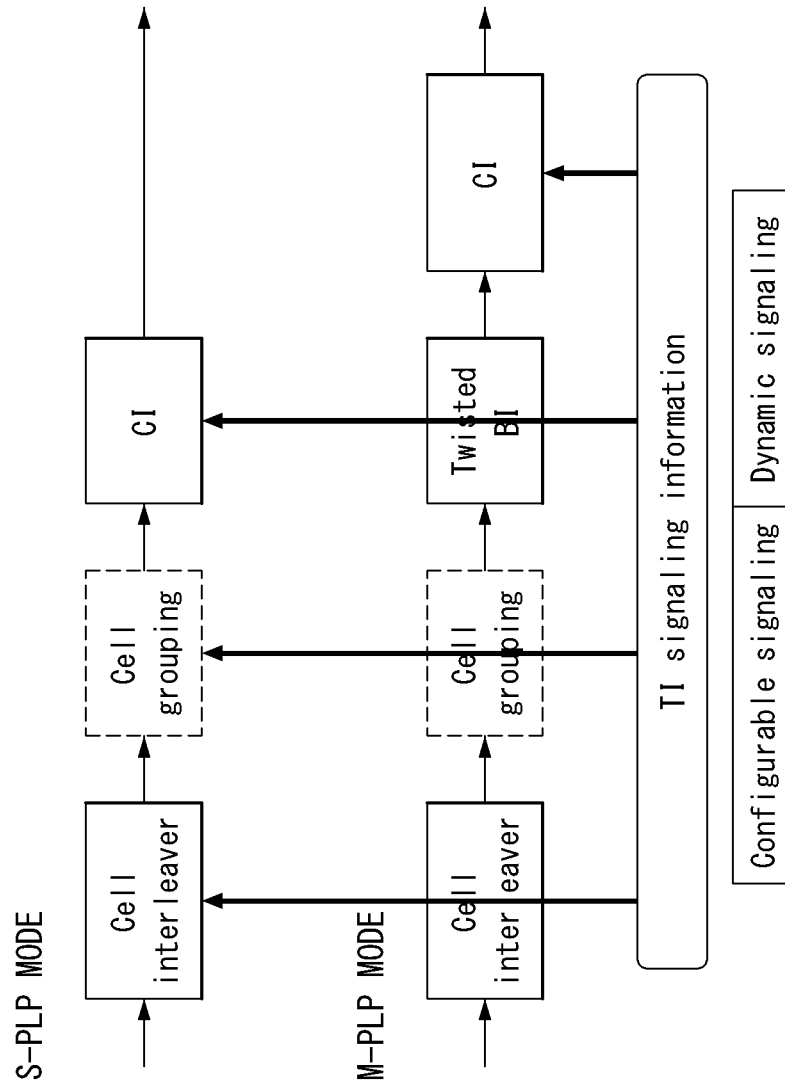 S-PLP MODE
Cell
interleaver
Cell
grouping
CI
M-PLP MODE
Cell
interleaver
Cell
grouping
Twisted
BI
CI
TI signaling information
Configurable signaling
Dynamic signaling